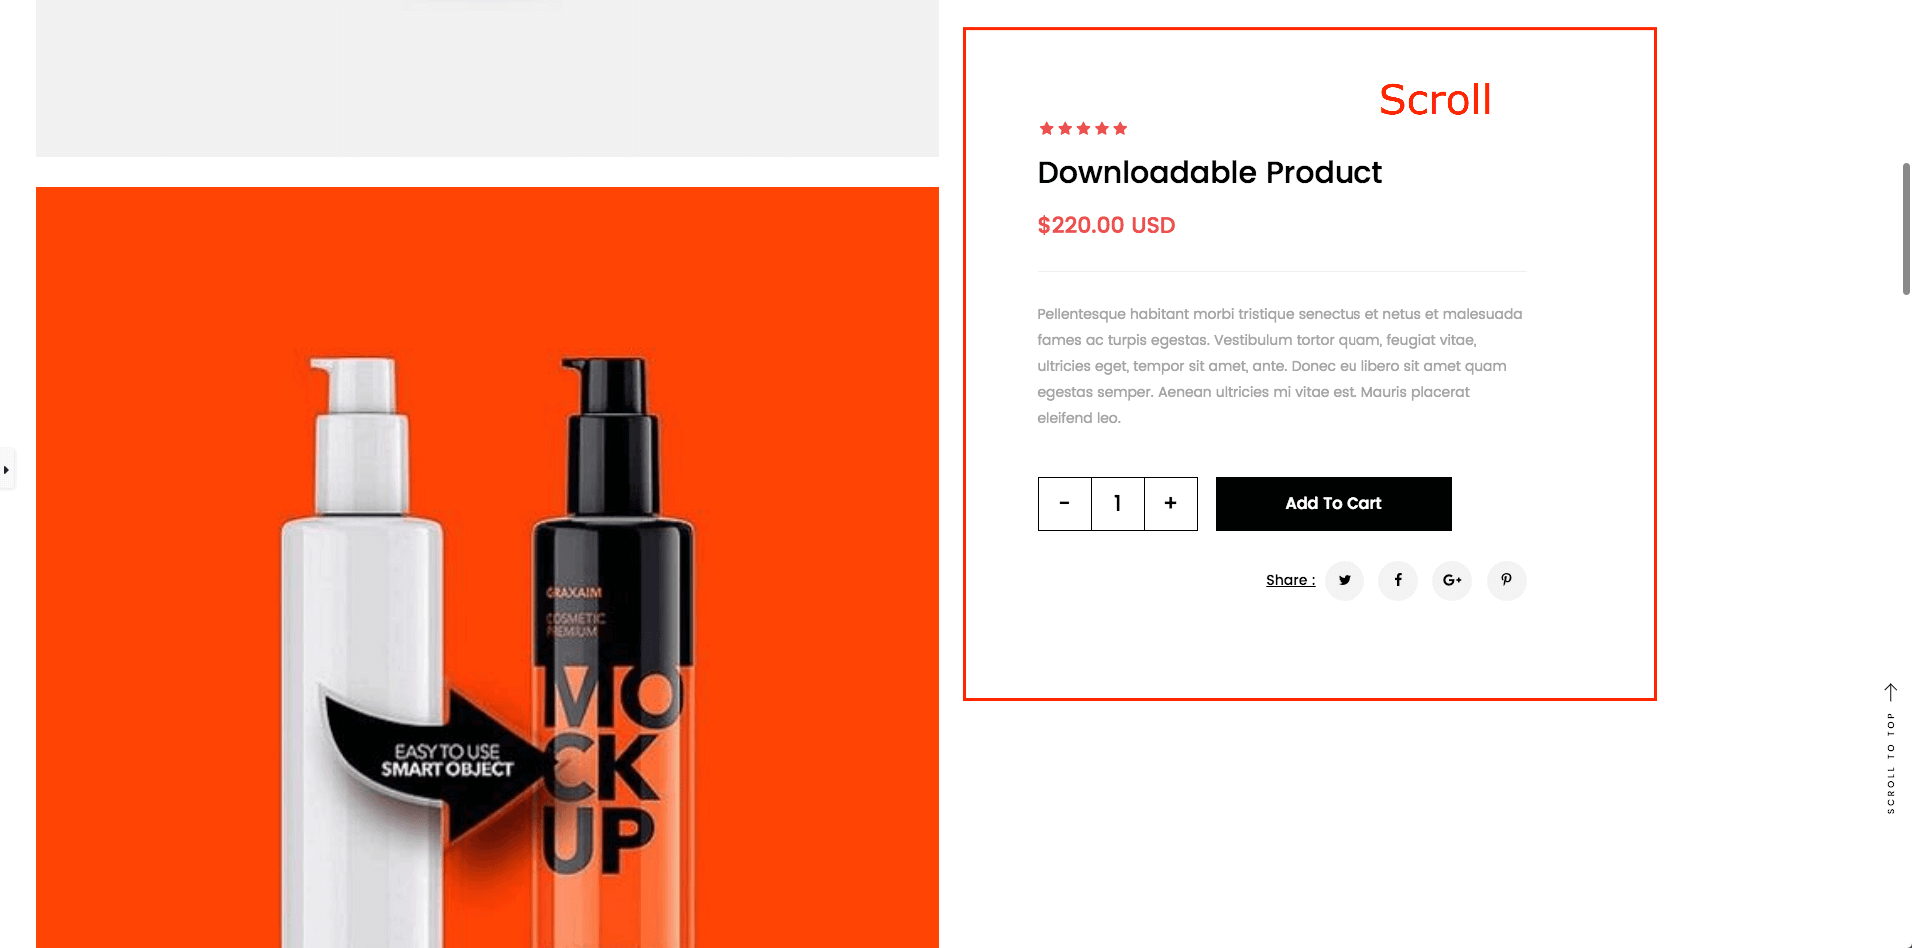 Scroll
Downloadable Product
$220.00 USD
Pellentesque habitant morbi tristique senectus et netus et malesuada
fames ac turpis egestas. Vestibulum tortor quam, feugiat vitae,
ultricies eget, tempor sit amet, ante. Donec eu libero sit amet quam
egestas semper. Aenean ultricies mi vitae est. Mauris placerat
eleifend leo.
- 1 + Add To Cart
Share :
GRAXAIM
COSMETIC
PREMIUM
MO
CK
UP
EASY TO USE
SMART OBJECT
SCROLL TO TOP